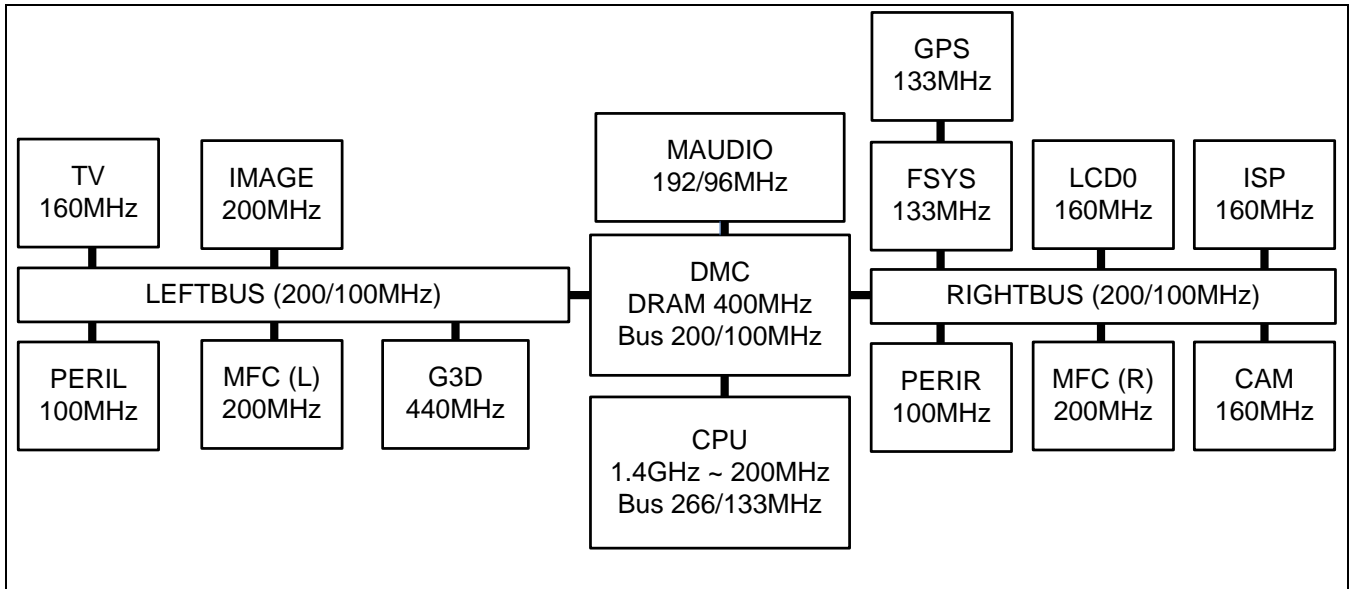 GPS
133MHz
TV
160MHz
IMAGE
200MHz
MAUDIO
192/96MHz
FSYS
133MHz
LCD0
160MHz
ISP
160MHz
LEFTBUS (200/100MHz)
DMC
DRAM 400MHz
Bus 200/100MHz
RIGHTBUS (200/100MHz)
PERIL
100MHz
MFC (L)
200MHz
G3D
440MHz
CPU
1.4GHz ~ 200MHz
Bus 266/133MHz
PERIR
100MHz
MFC (R)
200MHz
CAM
160MHz